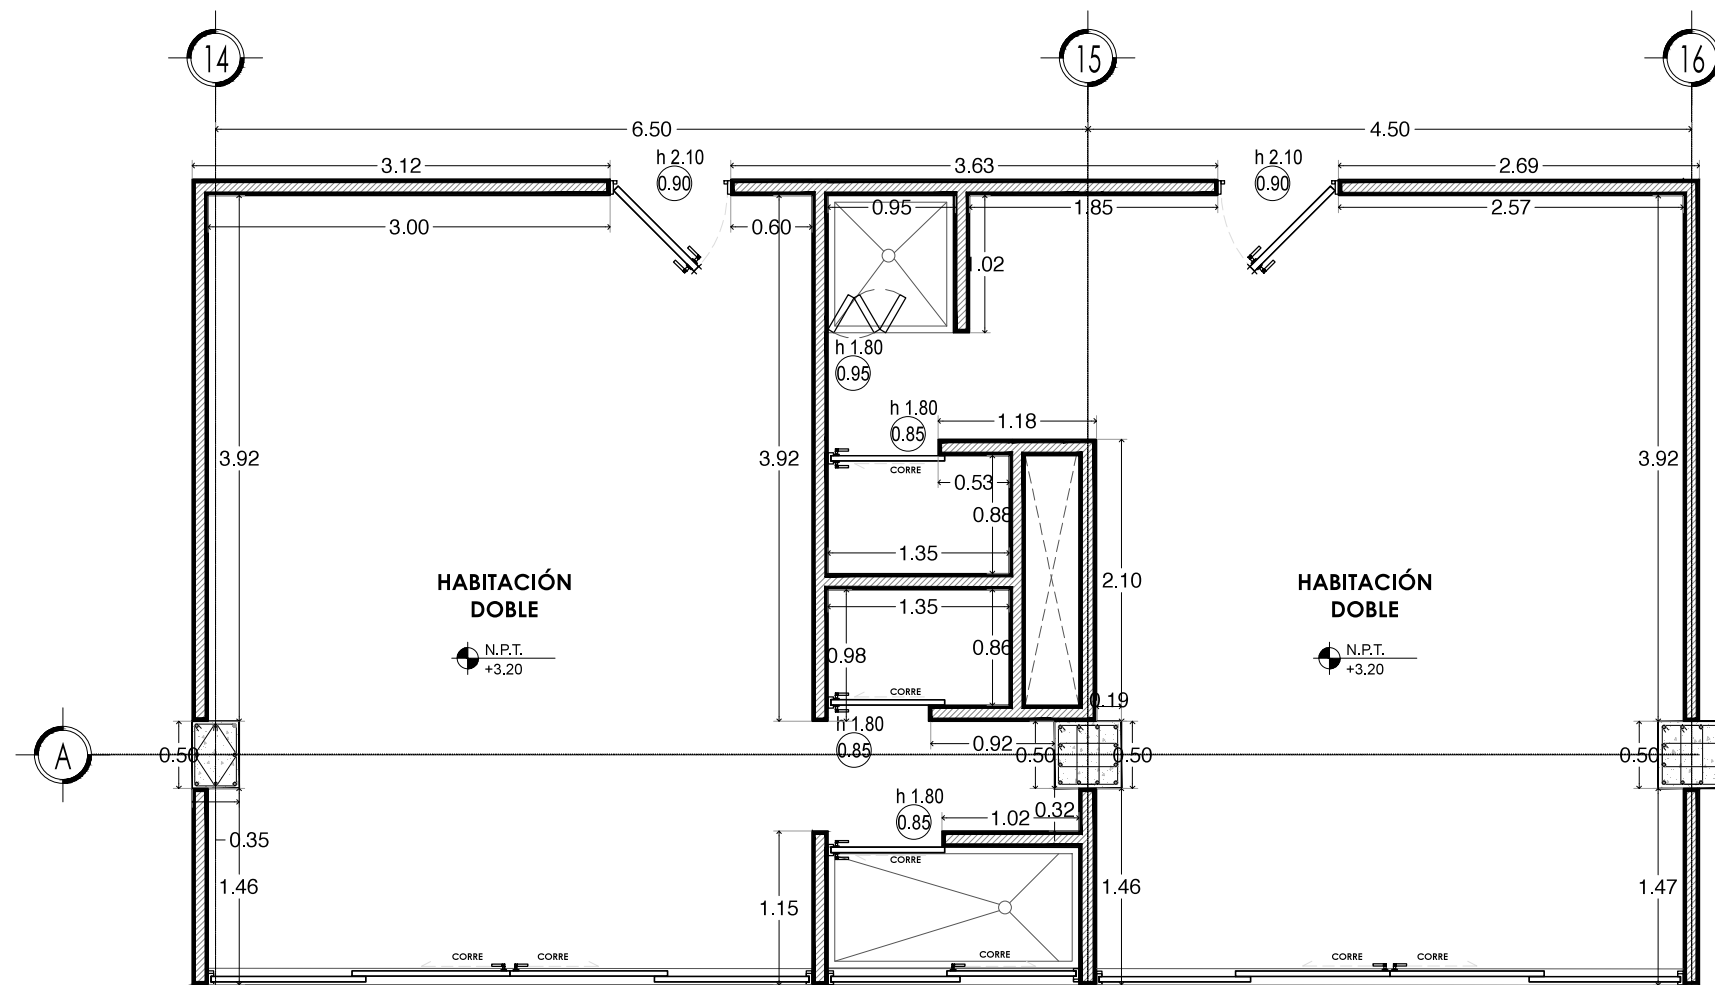 14
15
16
6.50
4.50
3.12
h 2.10
0.90
3.63
h 2.10
0.90
2.69
3.00
0.60
0.95
1.85
2.57
1.02
h 1.80
0.95
h 1.80
0.85
1.18
3.92
3.92
CORRE
0.53
3.92
0.88
1.35
2.10
HABITACIÓN
DOBLE
HABITACIÓN
DOBLE
1.35
N.P.T.
+3.20
0.98
0.86
N.P.T.
+3.20
CORRE
0.19
h 1.80
0.85
0.92
A
0.50
0.50
0.50
0.50
h 1.80
0.85
1.02
0.32
0.35
CORRE
1.46
1.46
1.47
1.15
CORRE
CORRE
CORRE
CORRE
CORRE